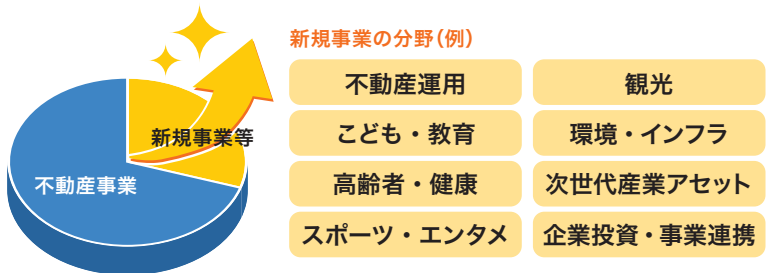 新規事業の分野(例)
不動産運用
観光
こども・教育
環境・インフラ
高齢者・健康
次世代産業アセット
スポーツ・エンタメ
企業投資・事業連携
新規事業等
不動産事業